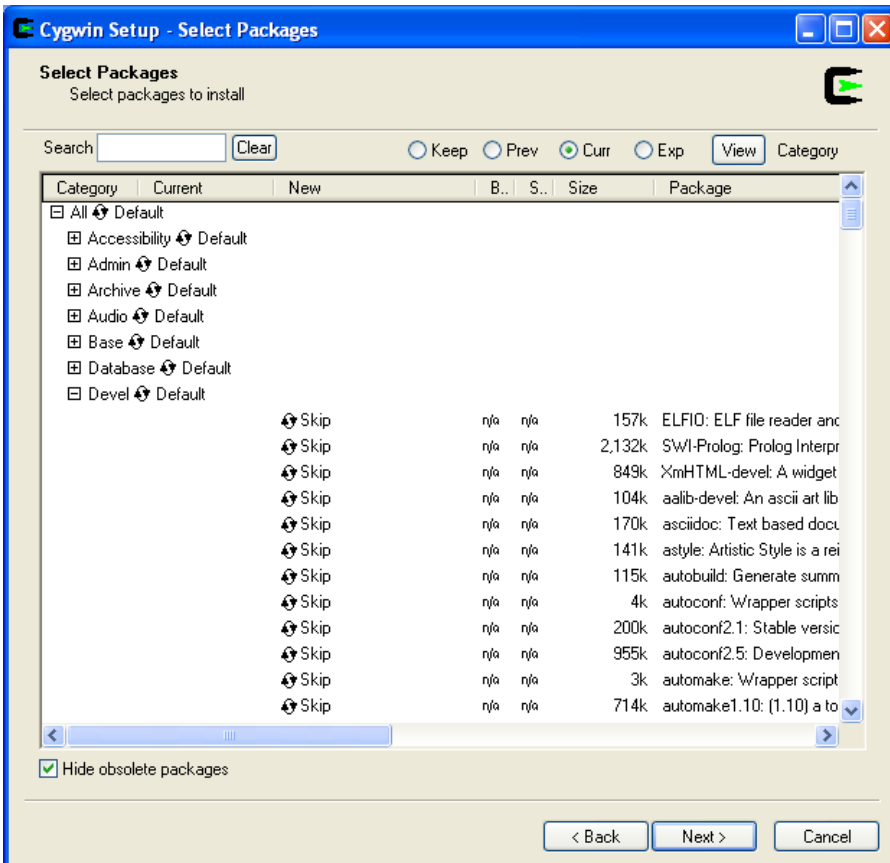 Cygwin Setup - Select Packages
Select Packages
Select packages to install
Search Clear Keep Prev Curr Exp View Category
Category Current New B.. S.. Size Package
All Default
Accessibility Default
Admin Default
Archive Default
Audio Default
Base Default
Database Default
Devel Default
Skip n/a n/a 157k ELFIO: ELF file reader and
Skip n/a n/a 2,132k SWI-Prolog: Prolog Interpr
Skip n/a n/a 849k XmHTML-devel: A widget
Skip n/a n/a 104k aalib-devel: An ascii art lib
Skip n/a n/a 170k asciidoc: Text based docu
Skip n/a n/a 141k astyle: Artistic Style is a rei
Skip n/a n/a 115k autobuild: Generate summ
Skip n/a n/a 4k autoconf: Wrapper scripts
Skip n/a n/a 200k autoconf2.1: Stable versic
Skip n/a n/a 955k autoconf2.5: Developmen
Skip n/a n/a 3k automake: Wrapper script
Skip n/a n/a 714k automake1.10: (1.10) a to
Hide obsolete packages
< Back Next > Cancel